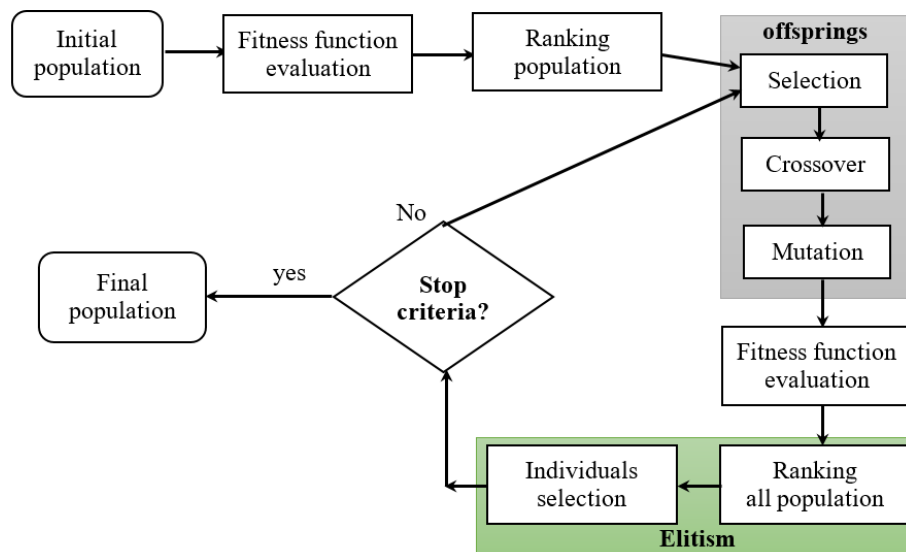 Initial
population
Fitness function
evaluation
Ranking
population
offsprings
Selection
Crossover
Mutation
No
yes
Final
population
Stop
criteria?
Fitness function
evaluation
Individuals
selection
Ranking
all population
Elitism